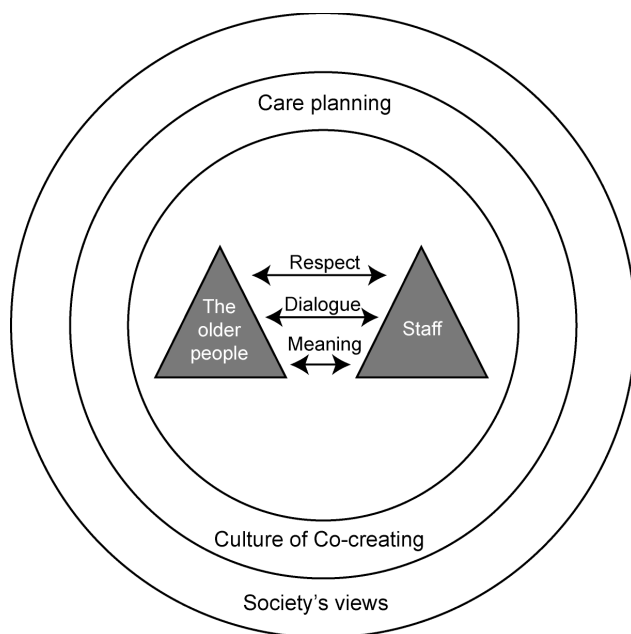 Care planning
Respect
Dialogue
Meaning
The
older
people
Staff
Culture of Co-creating
Society's views